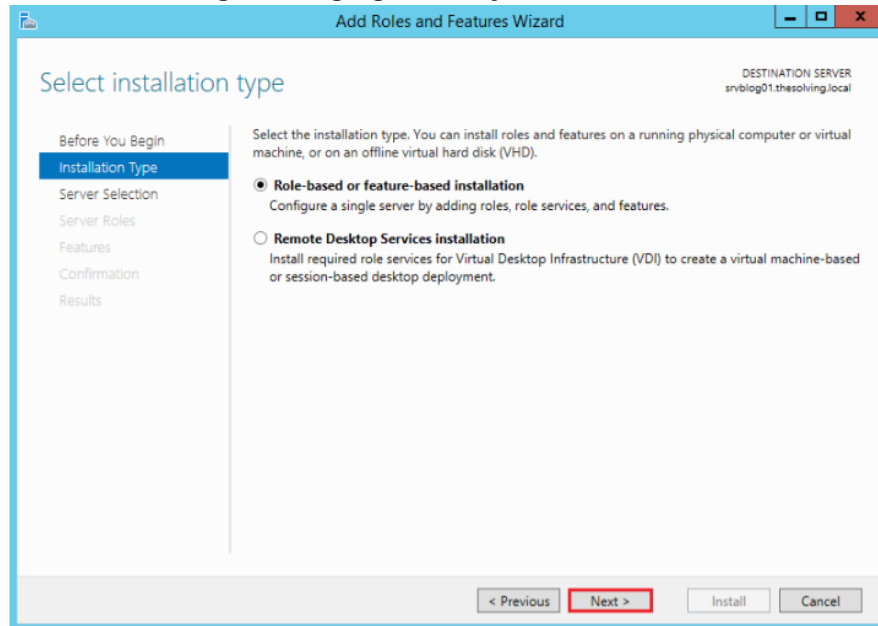 Add Roles and Features Wizard
Select installation type
DESTINATION SERVER
srvblog01.thesolving.local
Before You Begin
Installation Type
Server Selection
Server Roles
Features
Confirmation
Results
Select the installation type. You can install roles and features on a running physical computer or virtual
machine, or on an offline virtual hard disk (VHD).
Role-based or feature-based installation
Configure a single server by adding roles, role services, and features.
Remote Desktop Services installation
Install required role services for Virtual Desktop Infrastructure (VDI) to create a virtual machine-based
or session-based desktop deployment.
< Previous Next > Install Cancel